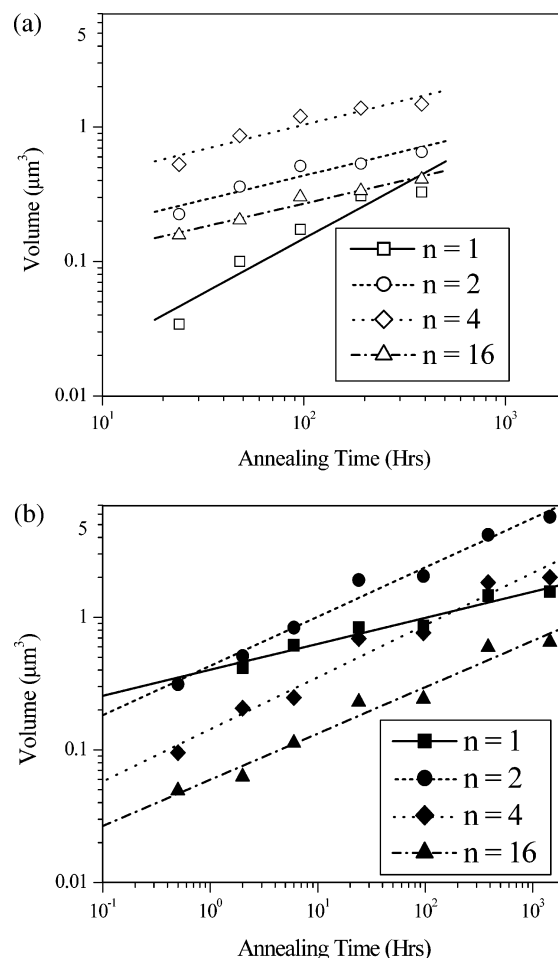 (a)
5
1
0.1
0.01
Volume (μm³)
n = 1
n = 2
n = 4
n = 16
10¹ 10² 10³
Annealing Time (Hrs)
(b)
5
1
0.1
0.01
Volume (μm³)
n = 1
n = 2
n = 4
n = 16
10⁻¹ 10⁰ 10¹ 10² 10³
Annealing Time (Hrs)